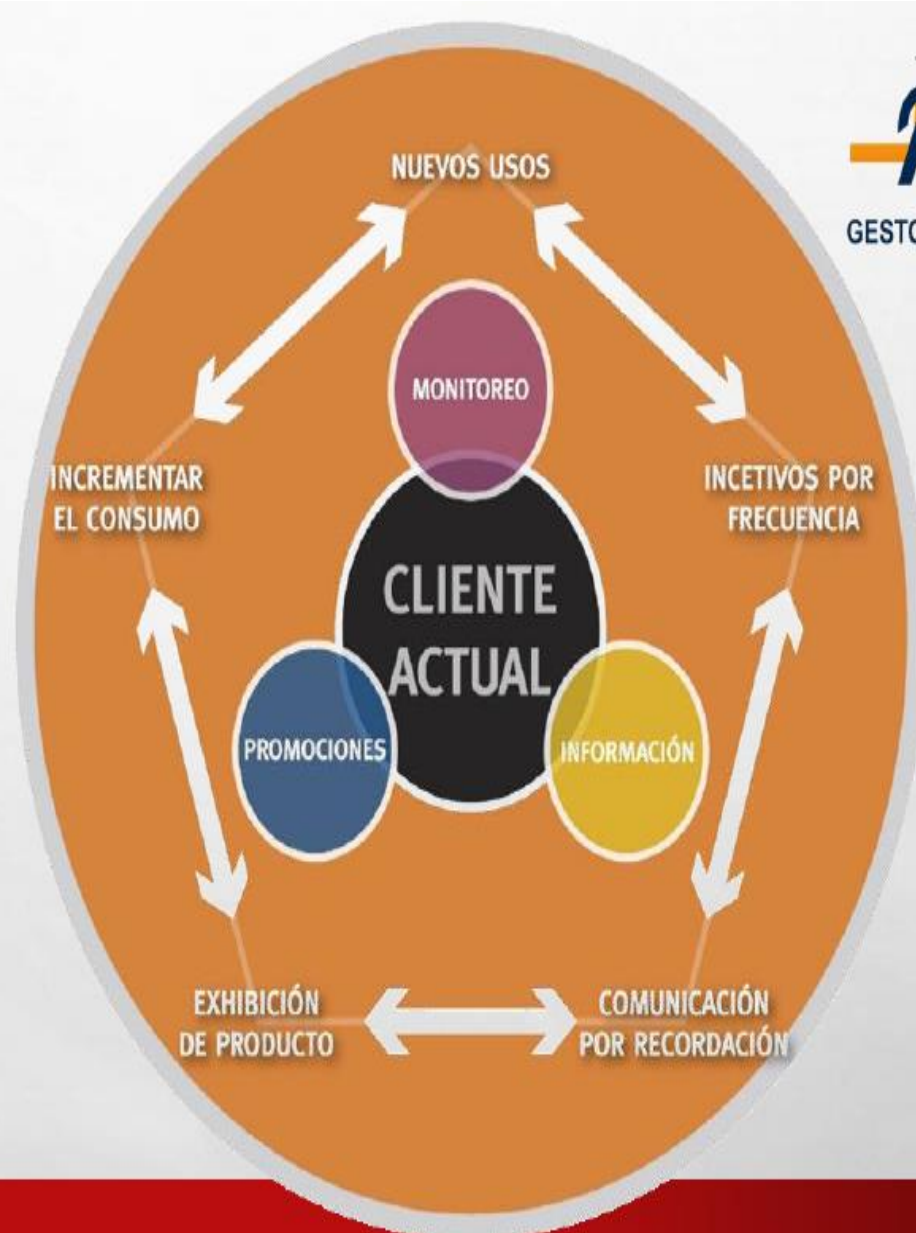 NUEVOS USOS
GESTO
MONITOREO
INCREMENTAR
EL CONSUMO
INCETIVOS POR
FRECUENCIA
CLIENTE
ACTUAL
PROMOCIONES
INFORMACIÓN
EXHIBICIÓN
DE PRODUCTO
COMUNICACIÓN
POR RECORDACIÓN